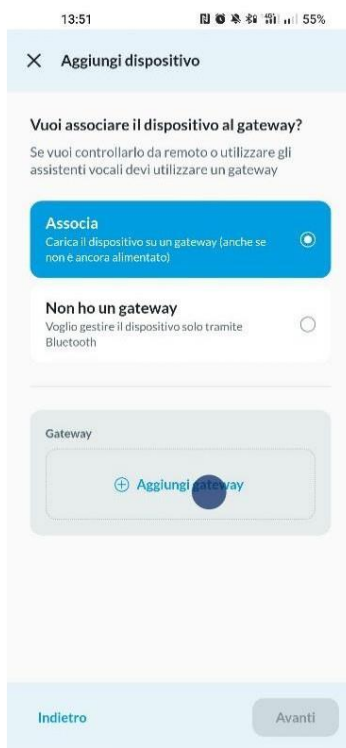 13:51 55%
Aggiungi dispositivo
Vuoi associare il dispositivo al gateway?
Se vuoi controllarlo da remoto o utilizzare gli
assistenti vocali devi utilizzare un gateway
Associa
Carica il dispositivo su un gateway (anche se
non è ancora alimentato)
Non ho un gateway
Voglio gestire il dispositivo solo tramite
Bluetooth
Gateway
Aggiungi gateway
Indietro Avanti